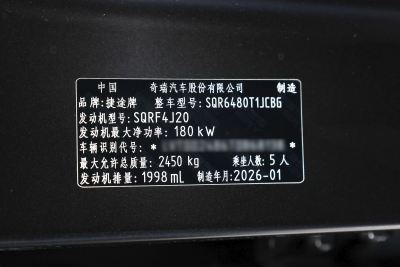 中国 奇瑞汽车股份有限公司 制造
品牌:捷途牌 整车型号:SQR6480T1JCBG
发动机型号:SQRF4J20
发动机最大净功率:180 kW
车辆识别代号:* *
最大允许总质量:2450 kg 乘坐人数:5 人
发动机排量:1998 mL 制造年月:2026-01